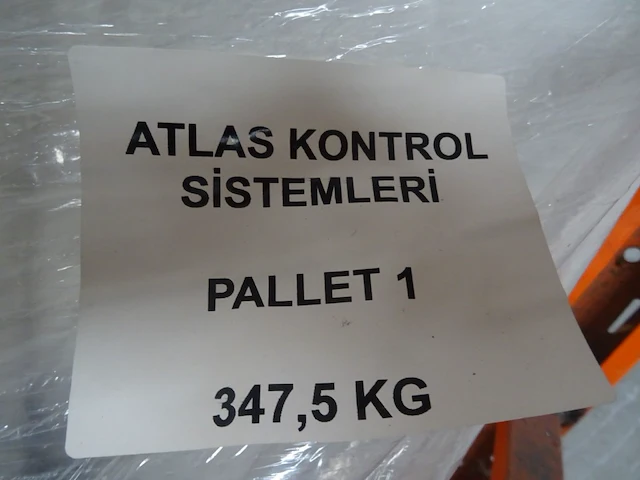 ATLAS KONTROL
SİSTEMLERİ
PALLET 1
347,5 KG